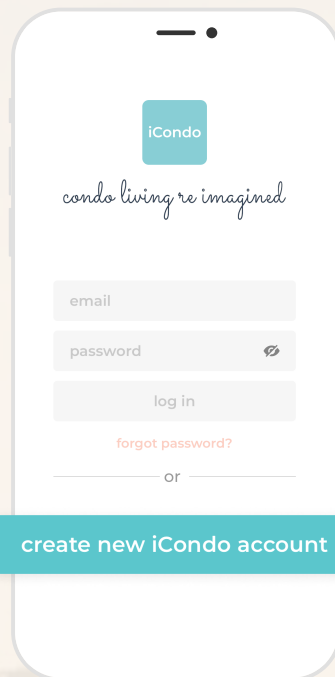 iCondo
condo living re imagined
email
password
log in
forgot password?
or
create new iCondo account